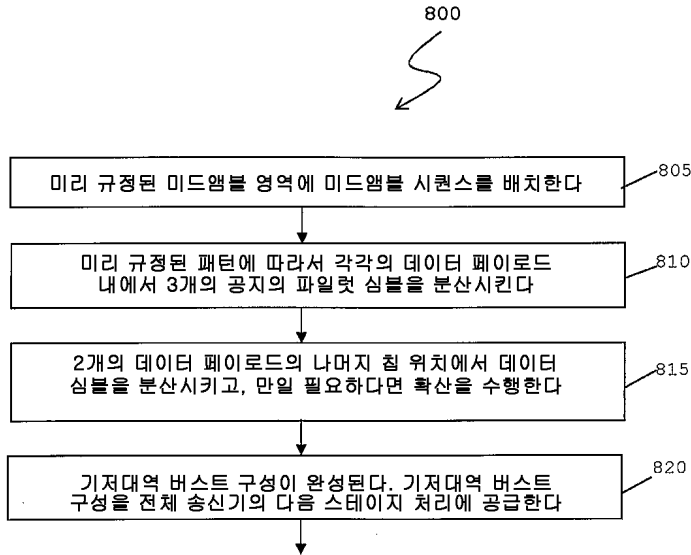 800
미리 규정된 미드앰블 영역에 미드앰블 시퀀스를 배치한다
805
미리 규정된 패턴에 따라서 각각의 데이터 페이로드
내에서 3개의 공지의 파일럿 심볼을 분산시킨다
810
2개의 데이터 페이로드의 나머지 칩 위치에서 데이터
심볼을 분산시키고, 만일 필요하다면 확산을 수행한다
815
기저대역 버스트 구성이 완성된다. 기저대역 버스트
구성을 전체 송신기의 다음 스테이지 처리에 공급한다
820